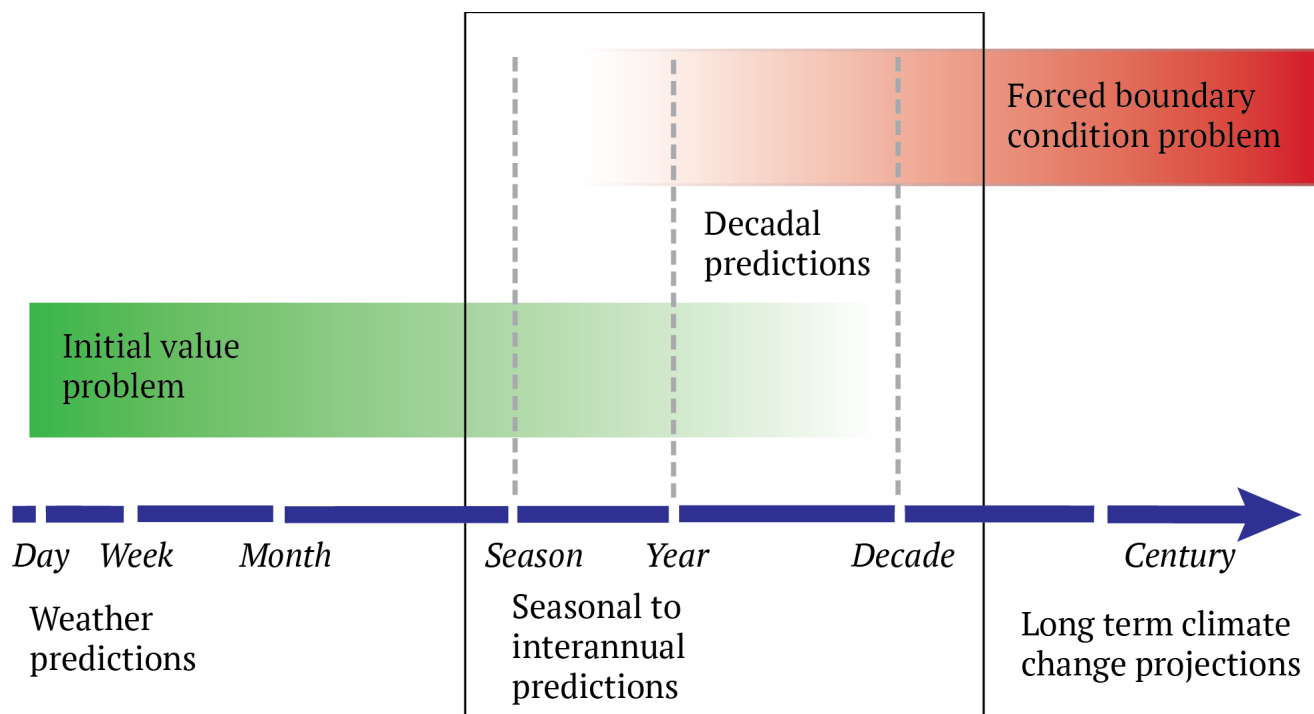 Forced boundary
condition problem
Decadal
predictions
Initial value
problem
Day Week Month Season Year Decade Century
Weather
predictions
Seasonal to
interannual
predictions
Long term climate
change projections